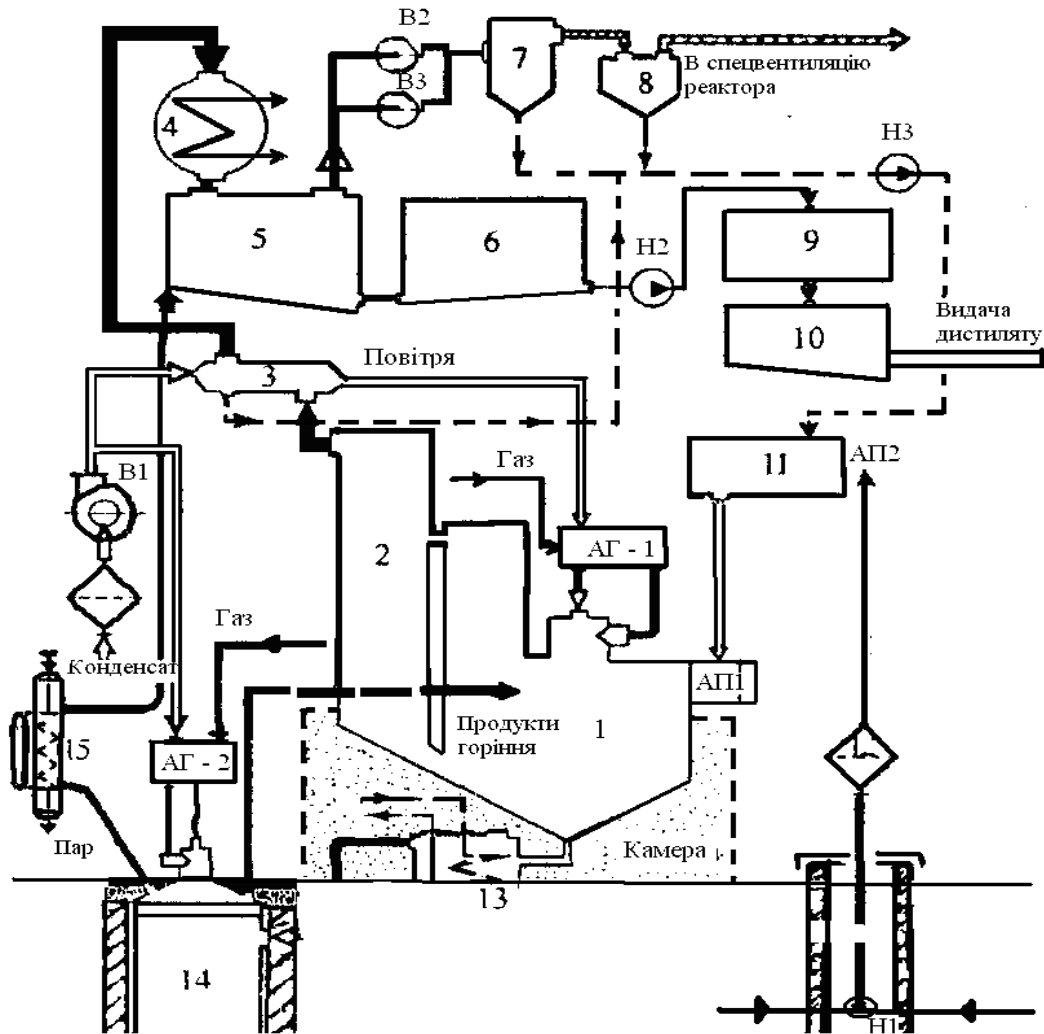 В2
7
В спецвентиляцію
реактора
8
В3
4
Н3
5
6
Н2
9
10
Видача
дистиляту
Повітря
3
11
АП2
В1
Газ
2
АГ - 1
Газ
Конденсат
АП1
Продукти
горіння
1
15
АГ - 2
Пар
Камера
13
14
Н1